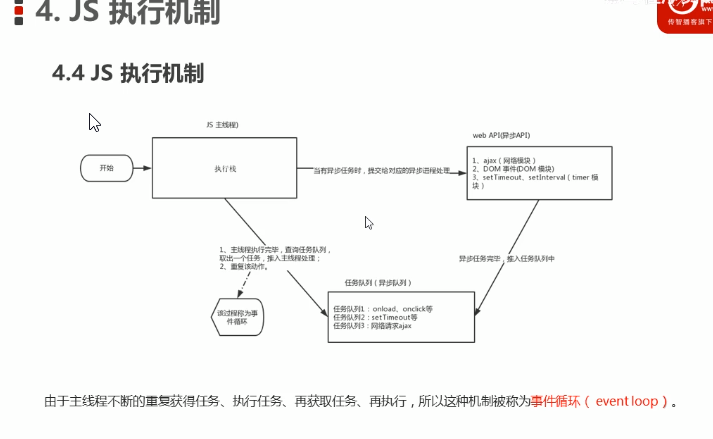 4. JS 执行机制
传智播客旗下
4.4 JS 执行机制
JS 主线程)
web API(异步API)
开始
执行栈
当有异步任务时，提交给对应的异步进程处理
1、ajax（网络模块）
2、DOM 事件(DOM 模块)
3、setTimeout、setInterval（timer 模
块）
1、主线程执行完毕，查询任务队列，
取出一个任务，推入主线程处理；
2、重复该动作。
异步任务完毕，推入任务队列中
任务队列（异步队列）
该过程称为事
件循环
任务队列1：onload、onclick等
任务队列2：setTimeout等
任务队列3：网络请求ajax
由于主线程不断的重复获得任务、执行任务、再获取任务、再执行，所以这种机制被称为事件循环（ event loop）。